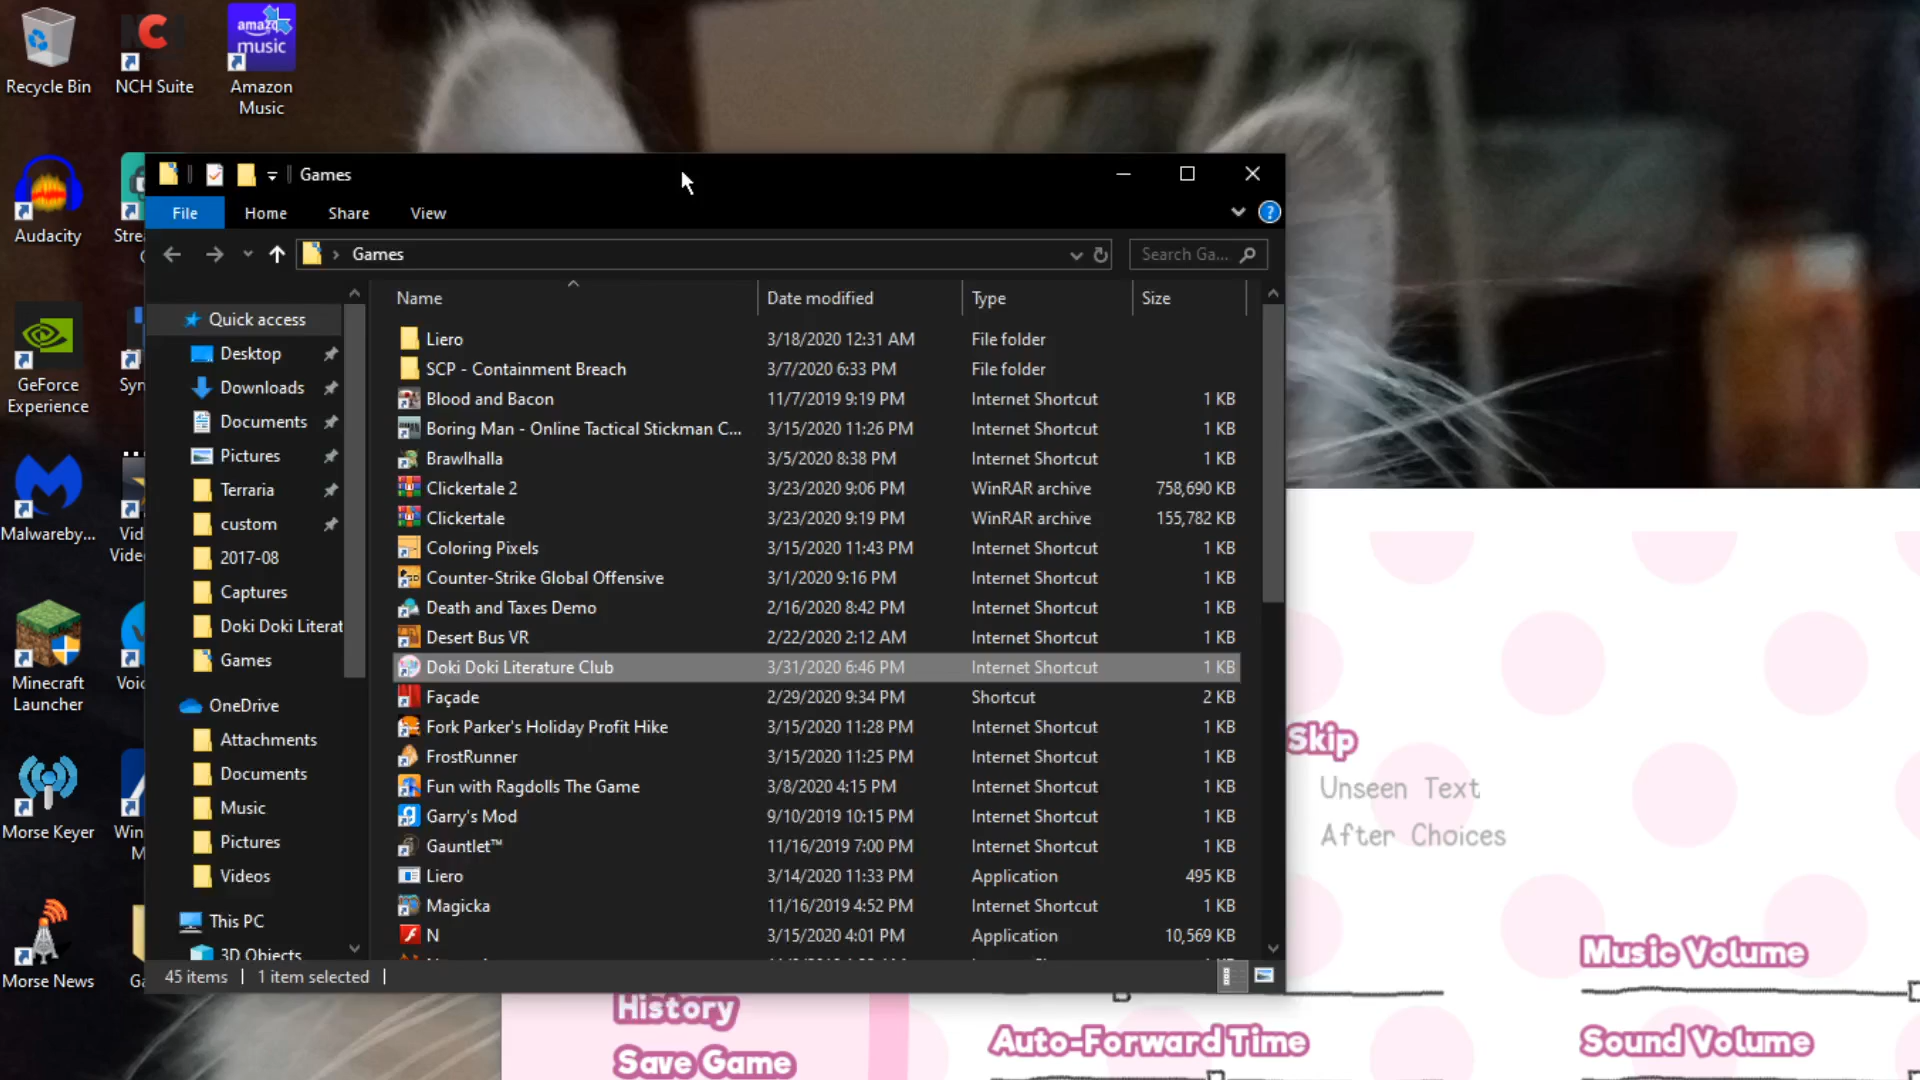 Recycle Bin
NCH Suite
amazon music
Amazon Music
Audacity
GeForce Experience
Malwareby...
Minecraft Launcher
Morse Keyer
Morse News
Games
File Home Share View
Games
Search Ga...
Quick access
Desktop
Downloads
Documents
Pictures
Terraria
custom
2017-08
Captures
Doki Doki Literat
Games
OneDrive
Attachments
Documents
Music
Pictures
Videos
This PC
3D Objects
Name Date modified Type Size
Liero 3/18/2020 12:31 AM File folder
SCP - Containment Breach 3/7/2020 6:33 PM File folder
Blood and Bacon 11/7/2019 9:19 PM Internet Shortcut 1 KB
Boring Man - Online Tactical Stickman C... 3/15/2020 11:26 PM Internet Shortcut 1 KB
Brawlhalla 3/5/2020 8:38 PM Internet Shortcut 1 KB
Clickertale 2 3/23/2020 9:06 PM WinRAR archive 758,690 KB
Clickertale 3/23/2020 9:19 PM WinRAR archive 155,782 KB
Coloring Pixels 3/15/2020 11:43 PM Internet Shortcut 1 KB
Counter-Strike Global Offensive 3/1/2020 9:16 PM Internet Shortcut 1 KB
Death and Taxes Demo 2/16/2020 8:42 PM Internet Shortcut 1 KB
Desert Bus VR 2/22/2020 2:12 AM Internet Shortcut 1 KB
Doki Doki Literature Club 3/31/2020 6:46 PM Internet Shortcut 1 KB
Façade 2/29/2020 9:34 PM Shortcut 2 KB
Fork Parker's Holiday Profit Hike 3/15/2020 11:28 PM Internet Shortcut 1 KB
FrostRunner 3/15/2020 11:25 PM Internet Shortcut 1 KB
Fun with Ragdolls The Game 3/8/2020 4:15 PM Internet Shortcut 1 KB
Garry's Mod 9/10/2019 10:15 PM Internet Shortcut 1 KB
Gauntlet™ 11/16/2019 7:00 PM Internet Shortcut 1 KB
Liero 3/14/2020 11:33 PM Application 495 KB
Magicka 11/16/2019 4:52 PM Internet Shortcut 1 KB
N 3/15/2020 4:01 PM Application 10,569 KB
45 items 1 item selected
Skip
Unseen Text
After Choices
Music Volume
Sound Volume
Auto-Forward Time
History
Save Game